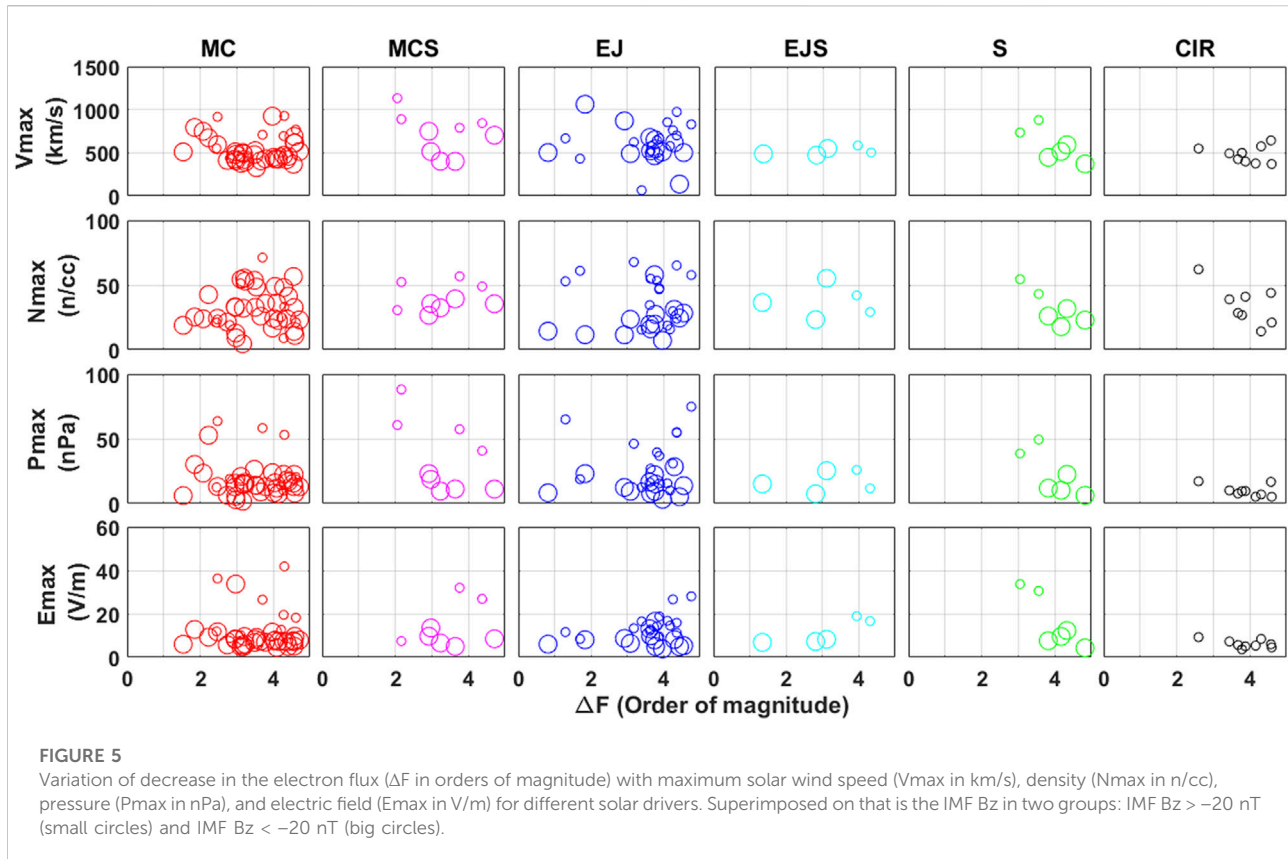 MC MCS EJ EJS S CIR
1500
1000
500
0
Vmax
(km/s)
100
50
0
Nmax
(n/cc)
100
50
0
Pmax
(nPa)
60
40
20
0
Emax
(V/m)
0 2 4 0 2 4 0 2 4 0 2 4 0 2 4 0 2 4
ΔF (Order of magnitude)
FIGURE 5
Variation of decrease in the electron flux (ΔF in orders of magnitude) with maximum solar wind speed (Vmax in km/s), density (Nmax in n/cc),
pressure (Pmax in nPa), and electric field (Emax in V/m) for different solar drivers. Superimposed on that is the IMF Bz in two groups: IMF Bz > −20 nT
(small circles) and IMF Bz < −20 nT (big circles).